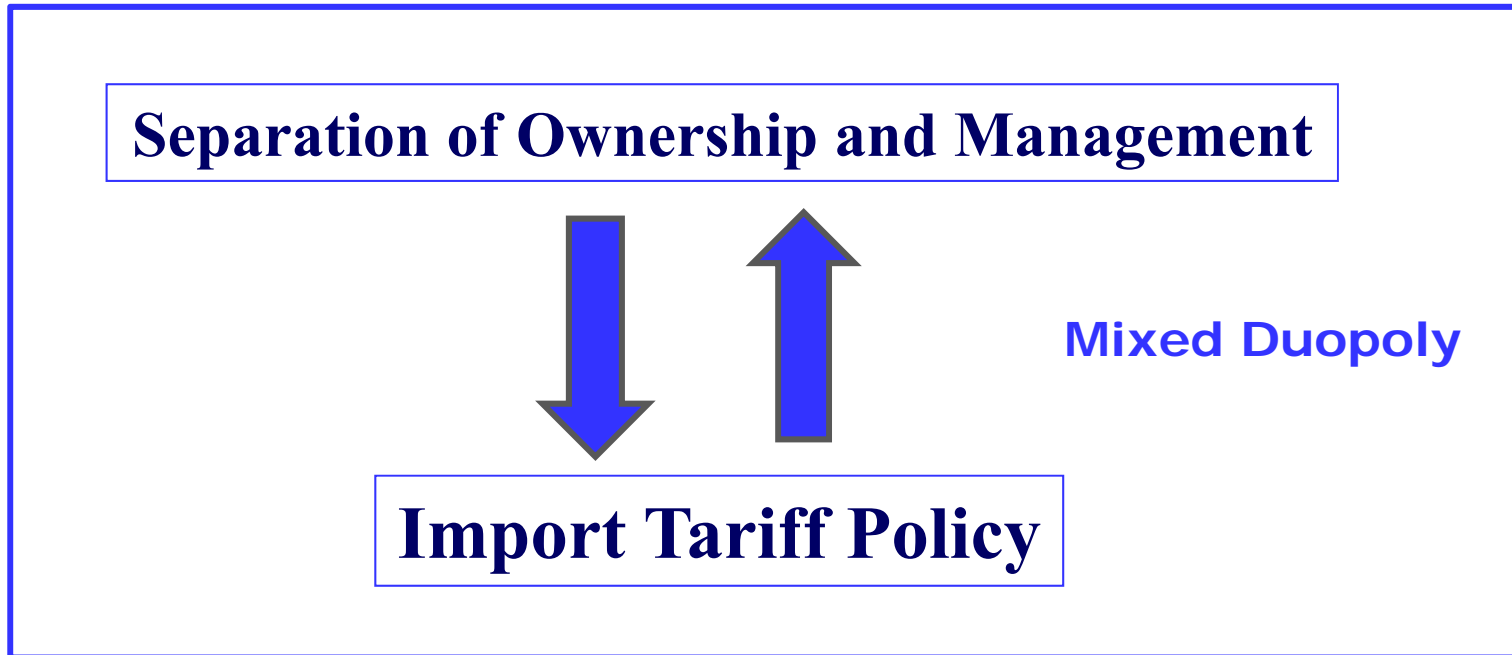 Separation of Ownership and Management
Mixed Duopoly
Import Tariff Policy